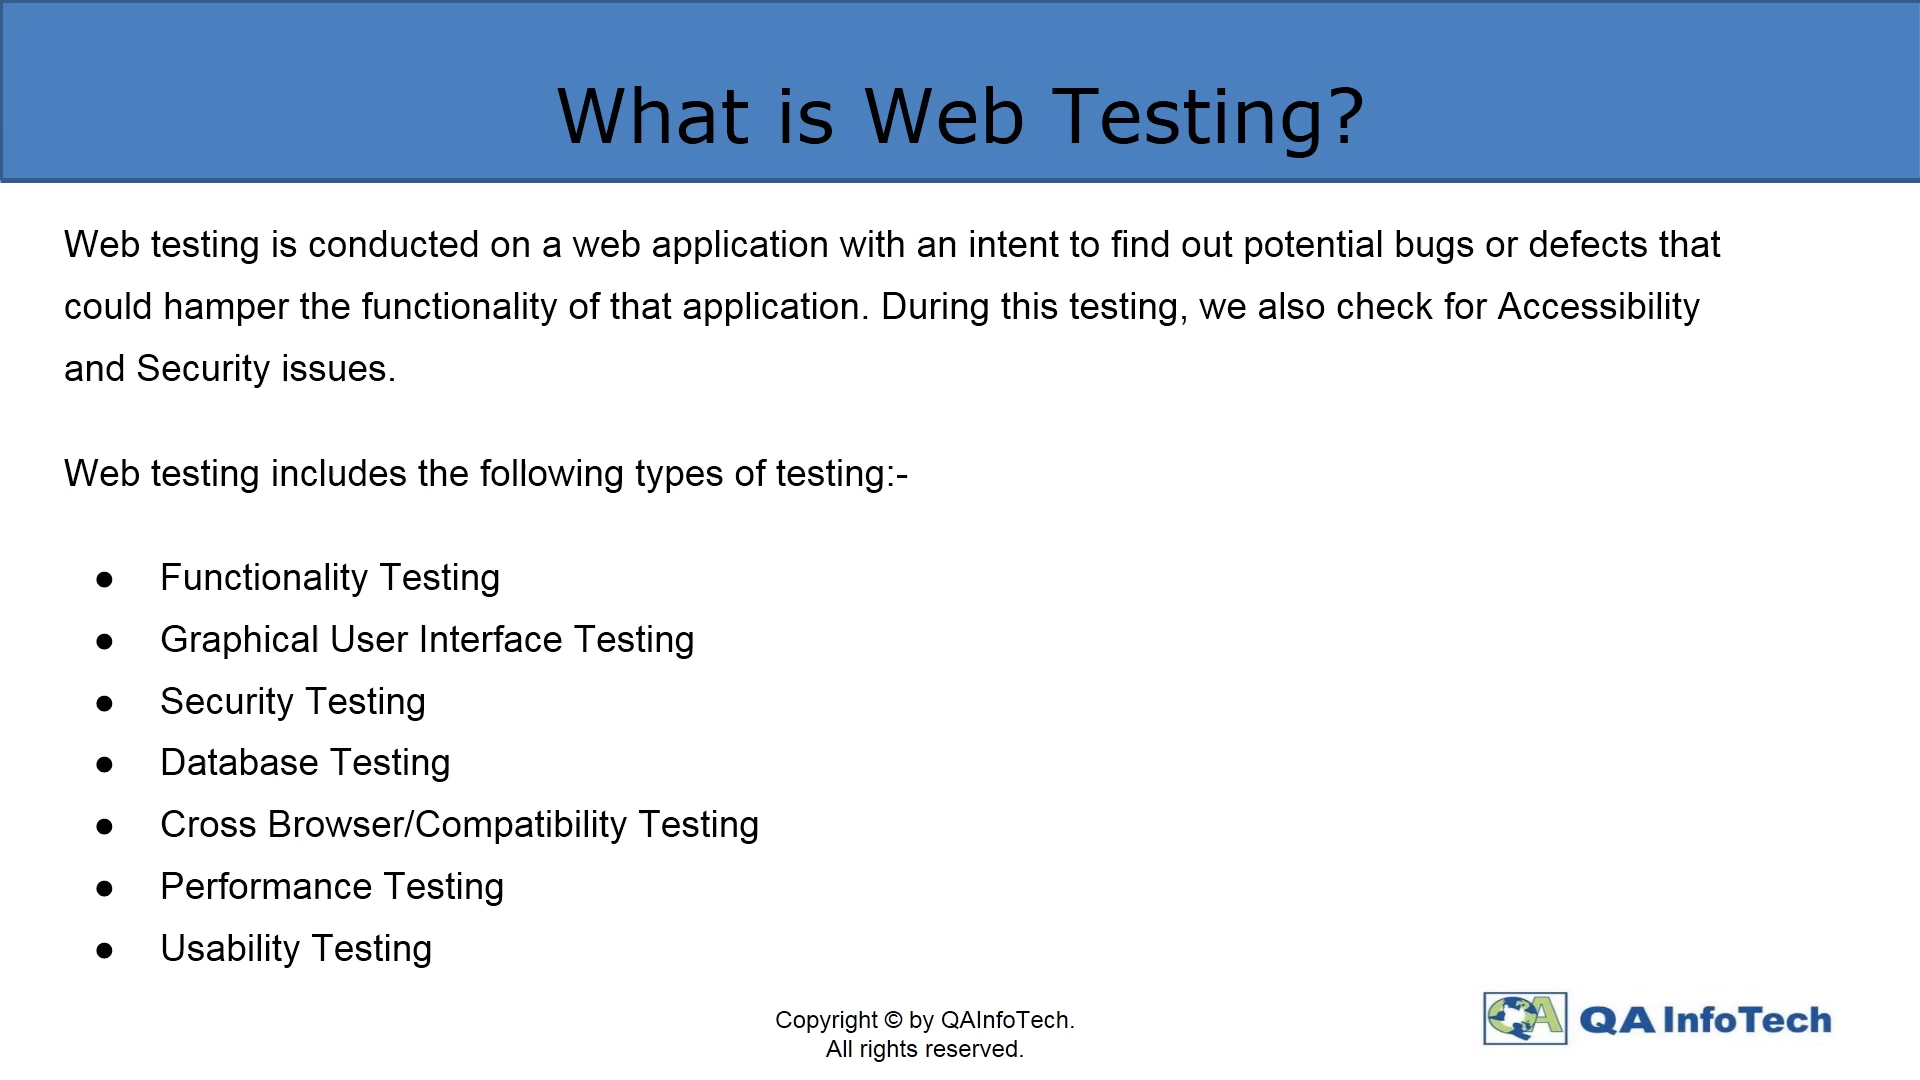 What is Web Testing?
Web testing is conducted on a web application with an intent to find out potential bugs or defects that
could hamper the functionality of that application. During this testing, we also check for Accessibility
and Security issues.
Web testing includes the following types of testing:-
● Functionality Testing
● Graphical User Interface Testing
● Security Testing
● Database Testing
● Cross Browser/Compatibility Testing
● Performance Testing
● Usability Testing
Copyright © by QAInfoTech.
All rights reserved.
QA QA InfoTech